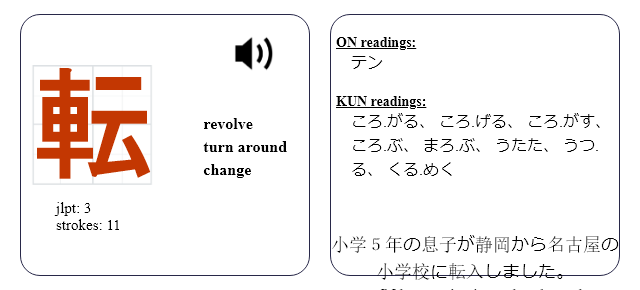 転
revolve
turn around
change
jlpt: 3
strokes: 11
ON readings:
テン
KUN readings:
ころ.がる、 ころ.げる、 ころ.がす、
ころ.ぶ、 まろ.ぶ、 うたた、 うつ.
る、 くる.めく
小学 5 年の息子が静岡から名古屋の
小学校に転入しました。